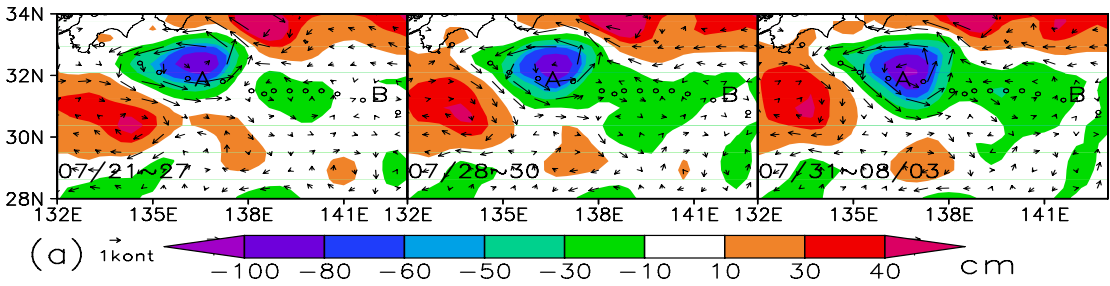 34N
33N
32N
30N
28N
A
B
A
B
A
B
07/21~27
07/28~30
07/31~08/03
132E
135E
138E
141E
132E
135E
138E
141E
132E
135E
138E
141E
(a)
1kont
−100
−80
−60
−50
−30
−10
10
30
40
cm